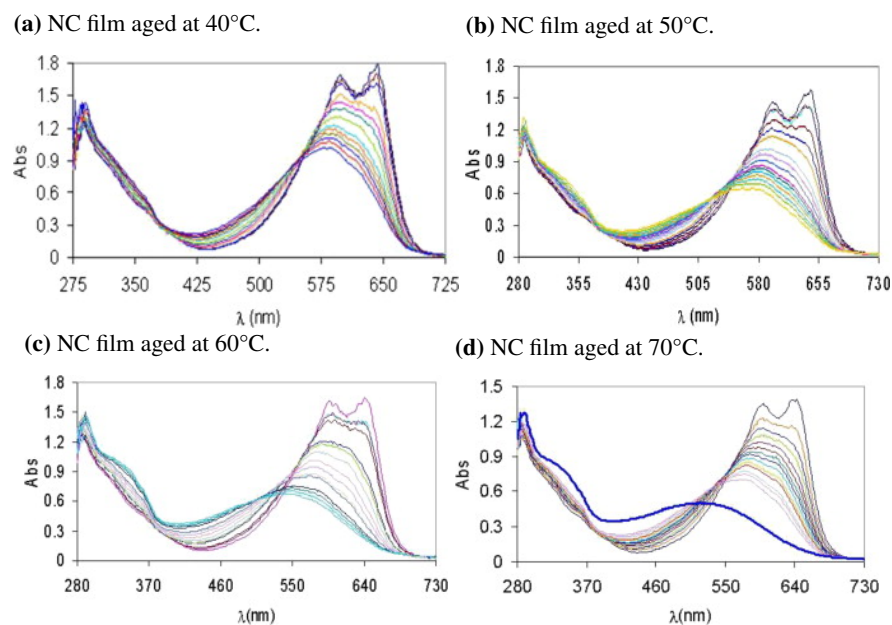 (a) NC film aged at 40°C.
(b) NC film aged at 50°C.
1.8
1.5
1.2
0.9
0.6
0.3
0
Abs
275 350 425 500 575 650 725
λ (nm)
1.8
1.5
1.2
0.9
0.6
0.3
0
Abs
280 355 430 505 580 655 730
λ (nm)
(c) NC film aged at 60°C.
(d) NC film aged at 70°C.
1.8
1.5
1.2
0.9
0.6
0.3
0
Abs
280 370 460 550 640 730
λ(nm)
1.5
1.2
0.9
0.6
0.3
0
Abs
280 370 460 550 640 730
λ(nm)